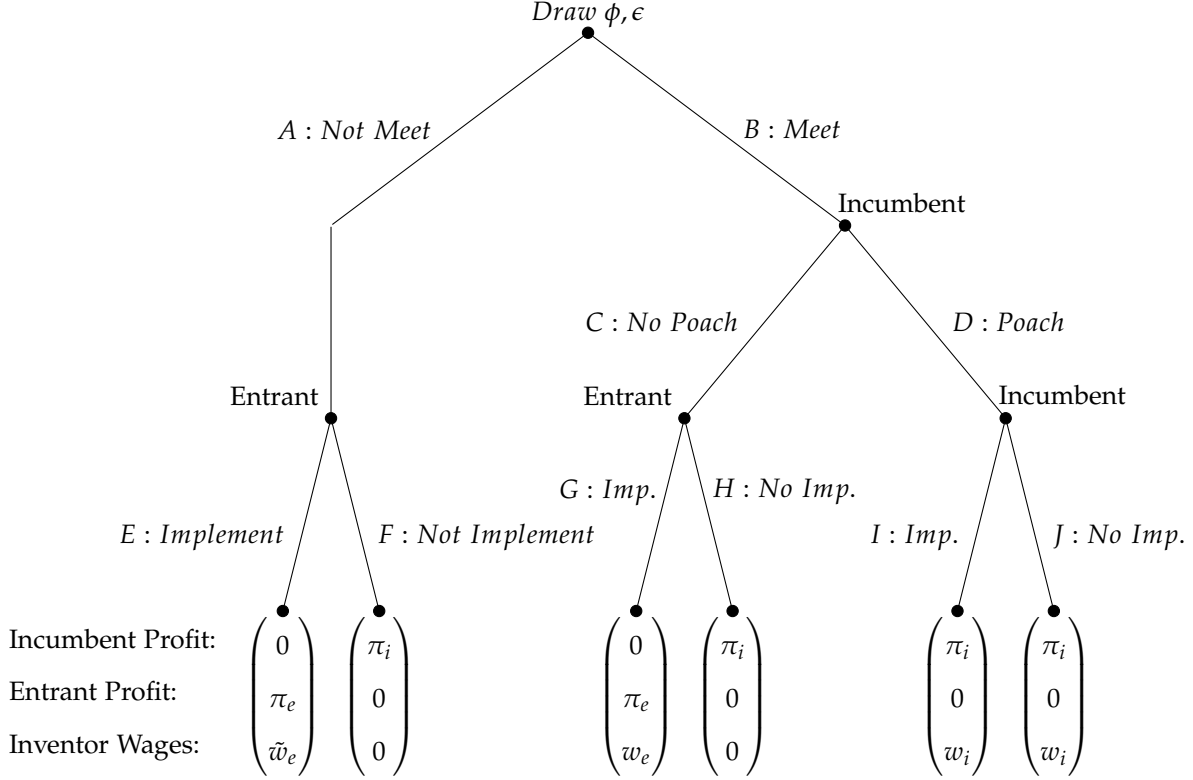 Draw ϕ, ϵ
A : Not Meet
B : Meet
Incumbent
C : No Poach
D : Poach
Entrant
Entrant
Incumbent
G : Imp.
H : No Imp.
E : Implement
F : Not Implement
I : Imp.
J : No Imp.
Incumbent Profit: 0 π_i 0 π_i π_i π_i
Entrant Profit: π_e 0 π_e 0 0 0
Inventor Wages: w̃_e 0 w_e 0 w_i w_i